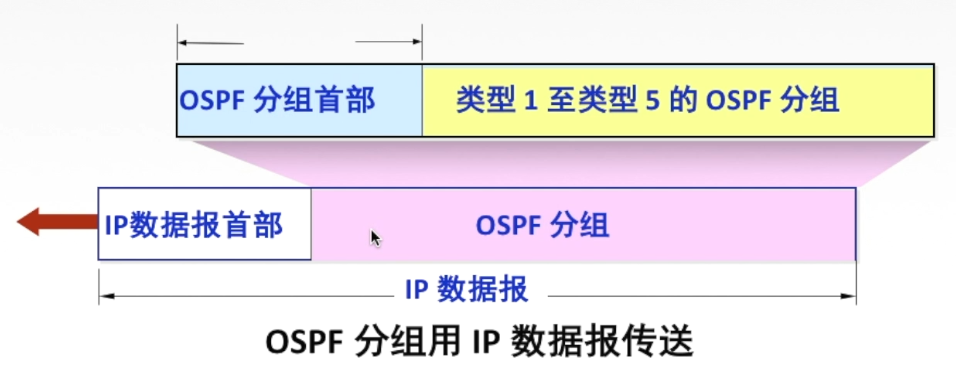 OSPF 分组首部
类型 1 至类型 5 的 OSPF 分组
IP数据报首部
OSPF 分组
IP 数据报
OSPF 分组用 IP 数据报传送